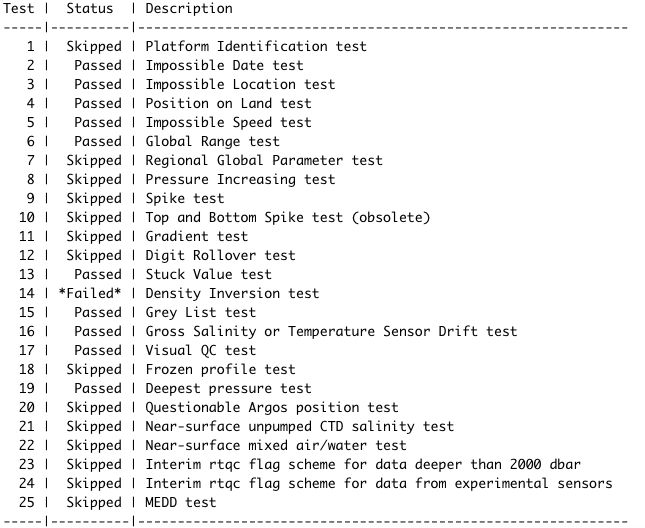 Test |  Status  | Description
-----|----------|------------------------------------------------------------
   1 |  Skipped | Platform Identification test
   2 |   Passed | Impossible Date test
   3 |   Passed | Impossible Location test
   4 |   Passed | Position on Land test
   5 |   Passed | Impossible Speed test
   6 |   Passed | Global Range test
   7 |  Skipped | Regional Global Parameter test
   8 |  Skipped | Pressure Increasing test
   9 |  Skipped | Spike test
  10 |  Skipped | Top and Bottom Spike test (obsolete)
  11 |  Skipped | Gradient test
  12 |  Skipped | Digit Rollover test
  13 |   Passed | Stuck Value test
  14 | *Failed* | Density Inversion test
  15 |   Passed | Grey List test
  16 |   Passed | Gross Salinity or Temperature Sensor Drift test
  17 |   Passed | Visual QC test
  18 |  Skipped | Frozen profile test
  19 |   Passed | Deepest pressure test
  20 |  Skipped | Questionable Argos position test
  21 |  Skipped | Near-surface unpumped CTD salinity test
  22 |  Skipped | Near-surface mixed air/water test
  23 |  Skipped | Interim rtqc flag scheme for data deeper than 2000 dbar
  24 |  Skipped | Interim rtqc flag scheme for data from experimental sensors
  25 |  Skipped | MEDD test
-----|----------|------------------------------------------------------------